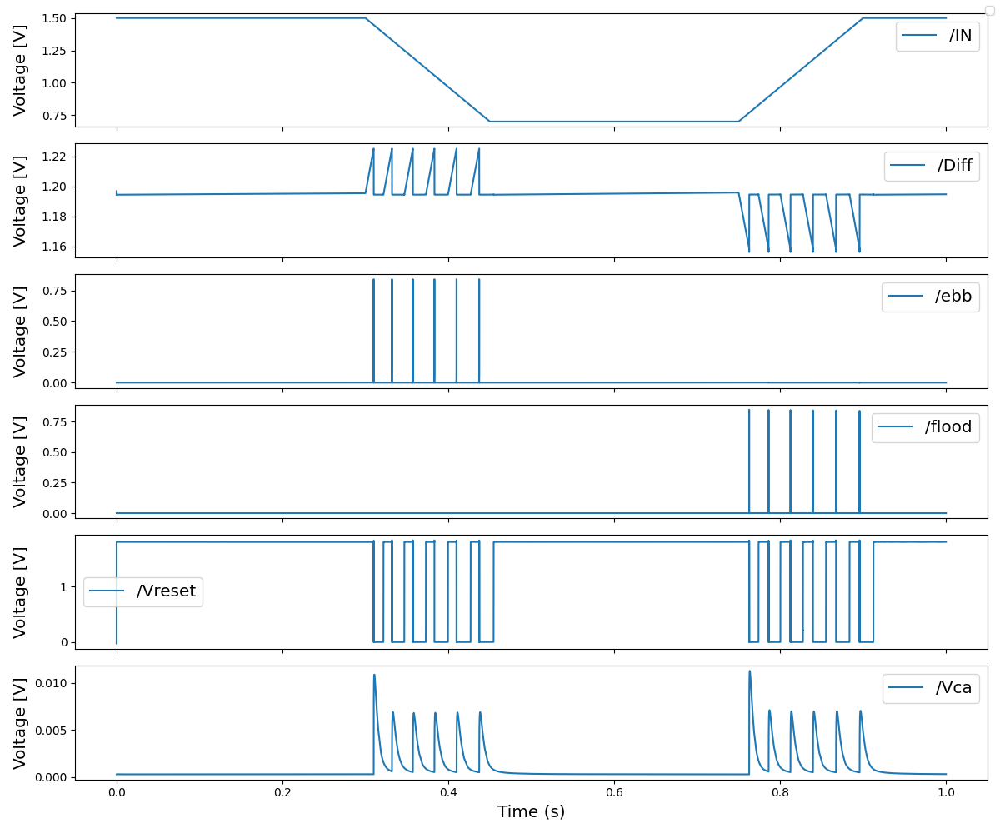 Voltage [V]
1.50
1.25
1.00
0.75
/IN
Voltage [V]
1.22
1.20
1.18
1.16
/Diff
Voltage [V]
0.75
0.50
0.25
0.00
/ebb
Voltage [V]
0.75
0.50
0.25
0.00
/flood
Voltage [V]
1
0
/Vreset
Voltage [V]
0.010
0.005
0.000
/Vca
0.0 0.2 0.4 0.6 0.8 1.0
Time (s)